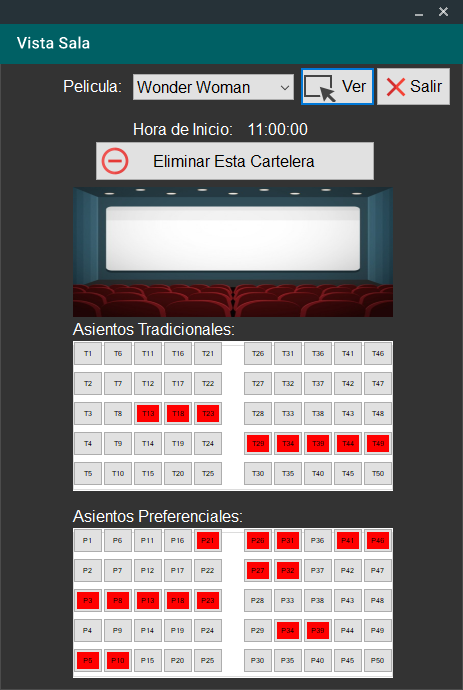 Vista Sala
Pelicula: Wonder Woman Ver Salir
Hora de Inicio: 11:00:00
Eliminar Esta Cartelera
Asientos Tradicionales:
T1 T6 T11 T16 T21 T26 T31 T36 T41 T46
T2 T7 T12 T17 T22 T27 T32 T37 T42 T47
T3 T8 T13 T18 T23 T28 T33 T38 T43 T48
T4 T9 T14 T19 T24 T29 T34 T39 T44 T49
T5 T10 T15 T20 T25 T30 T35 T40 T45 T50
Asientos Preferenciales:
P1 P6 P11 P16 P21 P26 P31 P36 P41 P46
P2 P7 P12 P17 P22 P27 P32 P37 P42 P47
P3 P8 P13 P18 P23 P28 P33 P38 P43 P48
P4 P9 P14 P19 P24 P29 P34 P39 P44 P49
P5 P10 P15 P20 P25 P30 P35 P40 P45 P50